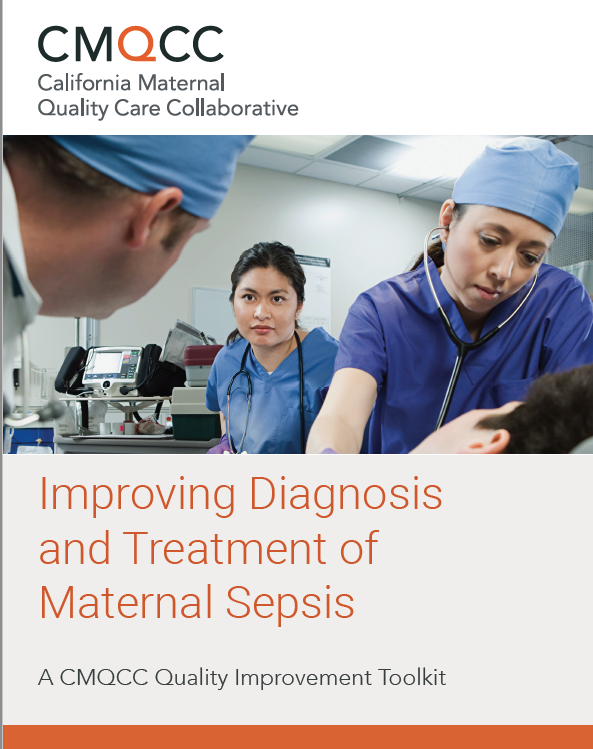 CMQCC
California Maternal
Quality Care Collaborative
Improving Diagnosis
and Treatment of
Maternal Sepsis
A CMQCC Quality Improvement Toolkit